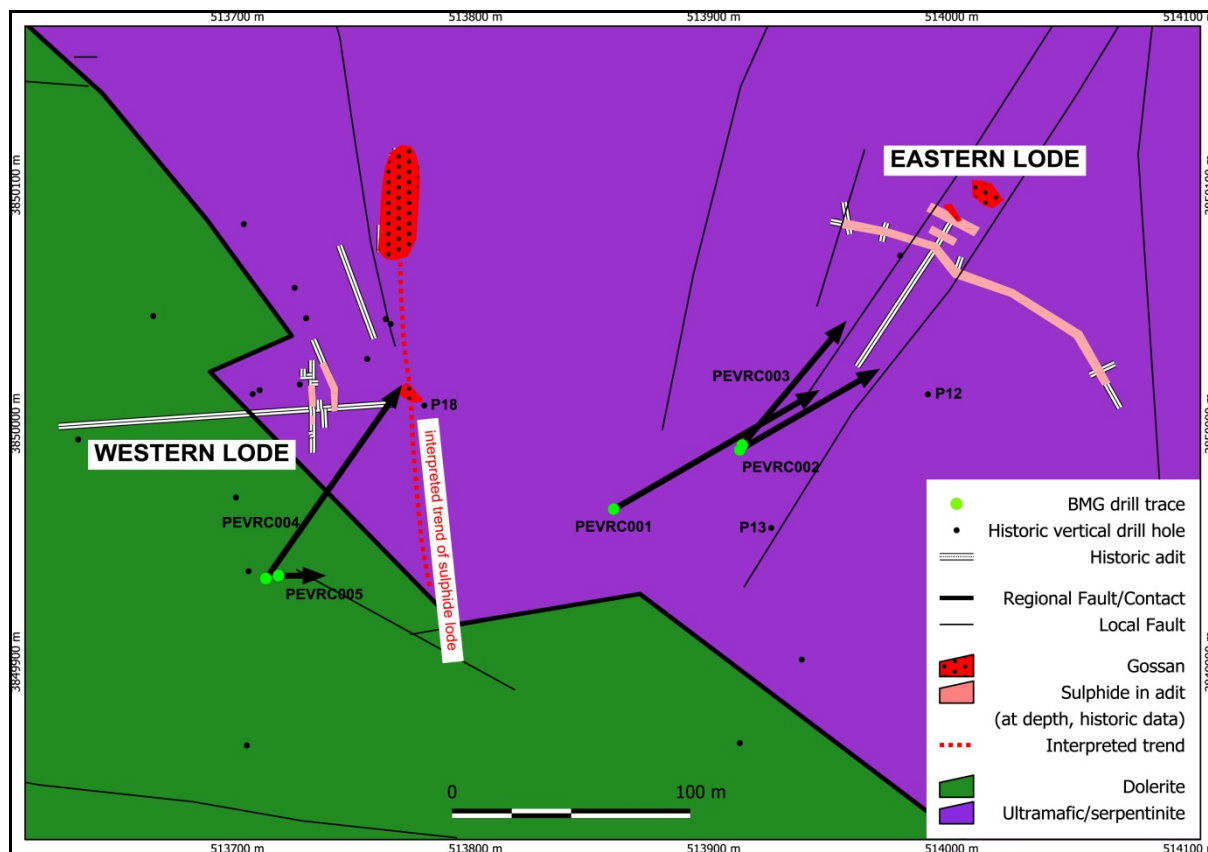 513700 m
513800 m
513900 m
514000 m
514100 m
3850100 m
3850000 m
3849900 m
3850100 m
3850000 m
3849900 m
EASTERN LODE
PEVRC003
P12
P18
WESTERN LODE
PEVRC002
interpreted trend of sulphide lode
PEVRC004
PEVRC001
P13
PEVRC005
BMG drill trace
Historic vertical drill hole
Historic adit
Regional Fault/Contact
Local Fault
Gossan
Sulphide in adit
(at depth, historic data)
Interpreted trend
Dolerite
Ultramafic/serpentinite
0
100 m
513700 m
513800 m
513900 m
514000 m
514100 m